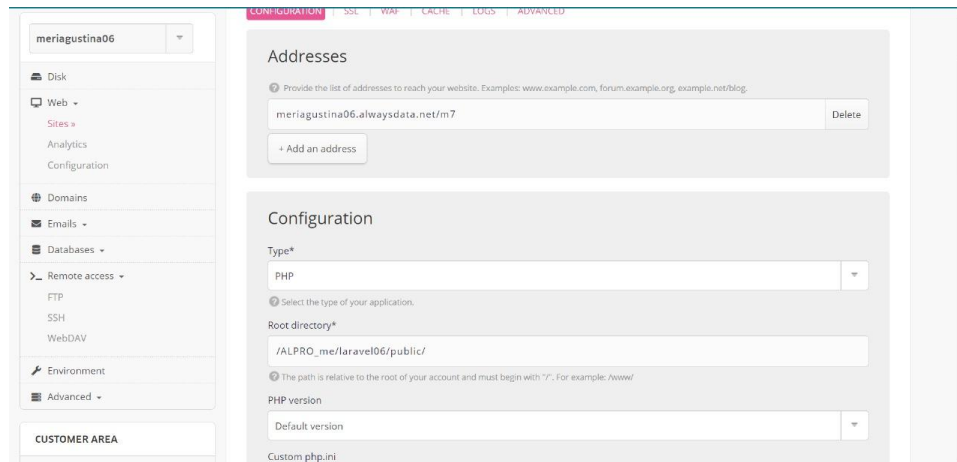 CONFIGURATION | SSL | WAF | CACHE | LOGS | ADVANCED
meriagustina06
Disk
Web
Sites »
Analytics
Configuration
Domains
Emails
Databases
>_ Remote access
FTP
SSH
WebDAV
Environment
Advanced
CUSTOMER AREA
Addresses
Provide the list of addresses to reach your website. Examples: www.example.com, forum.example.org, example.net/blog.
meriagustina06.alwaysdata.net/m7
Delete
+ Add an address
Configuration
Type*
PHP
Select the type of your application.
Root directory*
/ALPRO_me/laravel06/public/
The path is relative to the root of your account and must begin with "/". For example: /www/
PHP version
Default version
Custom php.ini